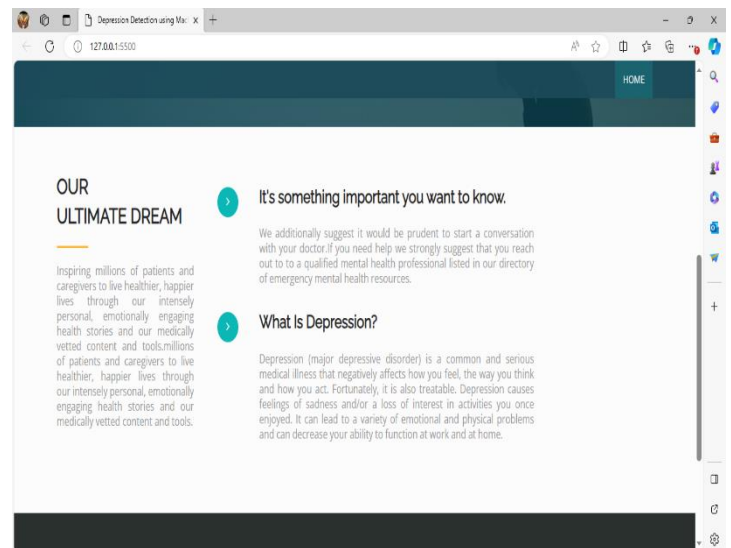 Depression Detection using Mac
127.0.0.1:5500
HOME
OUR
ULTIMATE DREAM
Inspiring millions of patients and
caregivers to live healthier, happier
lives through our intensely
personal, emotionally engaging
health stories and our medically
vetted content and tools.millions
of patients and caregivers to live
healthier, happier lives through
our intensely personal, emotionally
engaging health stories and our
medically vetted content and tools.
It's something important you want to know.
We additionally suggest it would be prudent to start a conversation
with your doctor.If you need help we strongly suggest that you reach
out to to a qualified mental health professional listed in our directory
of emergency mental health resources.
What Is Depression?
Depression (major depressive disorder) is a common and serious
medical illness that negatively affects how you feel, the way you think
and how you act. Fortunately, it is also treatable. Depression causes
feelings of sadness and/or a loss of interest in activities you once
enjoyed. It can lead to a variety of emotional and physical problems
and can decrease your ability to function at work and at home.